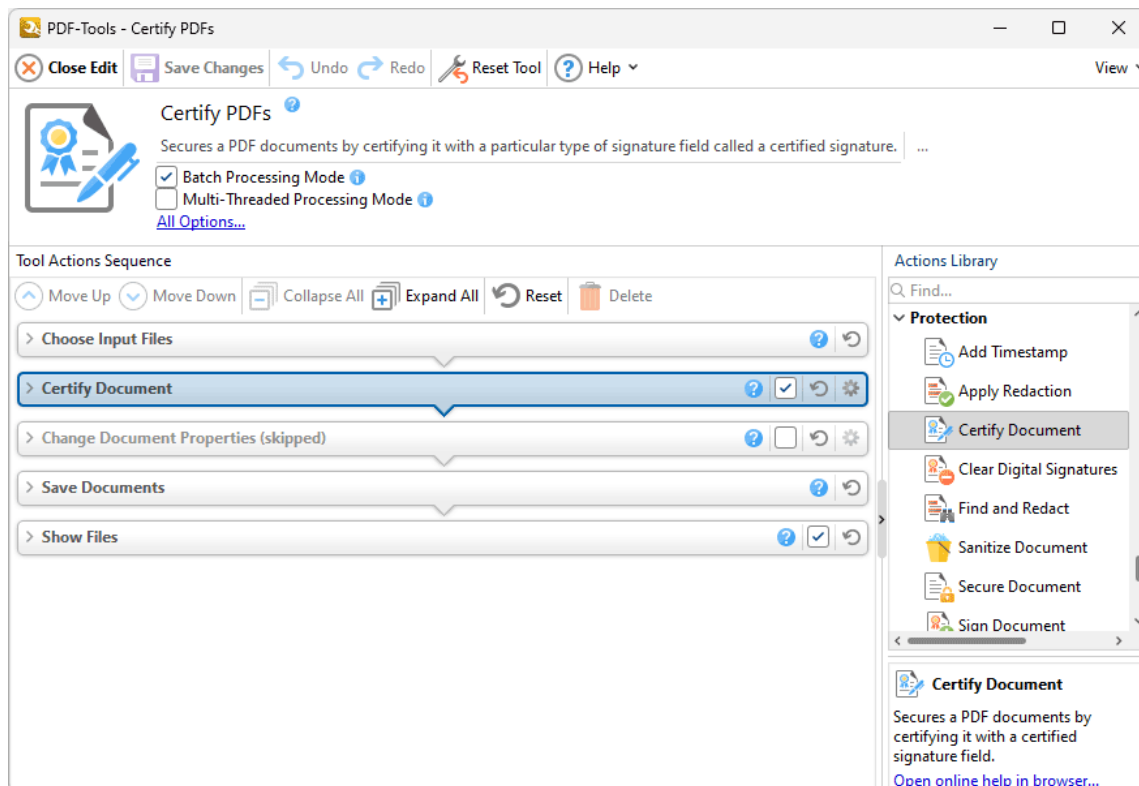 PDF-Tools - Certify PDFs
Close Edit Save Changes Undo Redo Reset Tool Help View
Certify PDFs
Secures a PDF documents by certifying it with a particular type of signature field called a certified signature. ...
Batch Processing Mode
Multi-Threaded Processing Mode
All Options...
Tool Actions Sequence
Move Up Move Down Collapse All Expand All Reset Delete
Choose Input Files
Certify Document
Change Document Properties (skipped)
Save Documents
Show Files
Actions Library
Find...
Protection
Add Timestamp
Apply Redaction
Certify Document
Clear Digital Signatures
Find and Redact
Sanitize Document
Secure Document
Sign Document
Certify Document
Secures a PDF documents by
certifying it with a certified
signature field.
Open online help in browser...